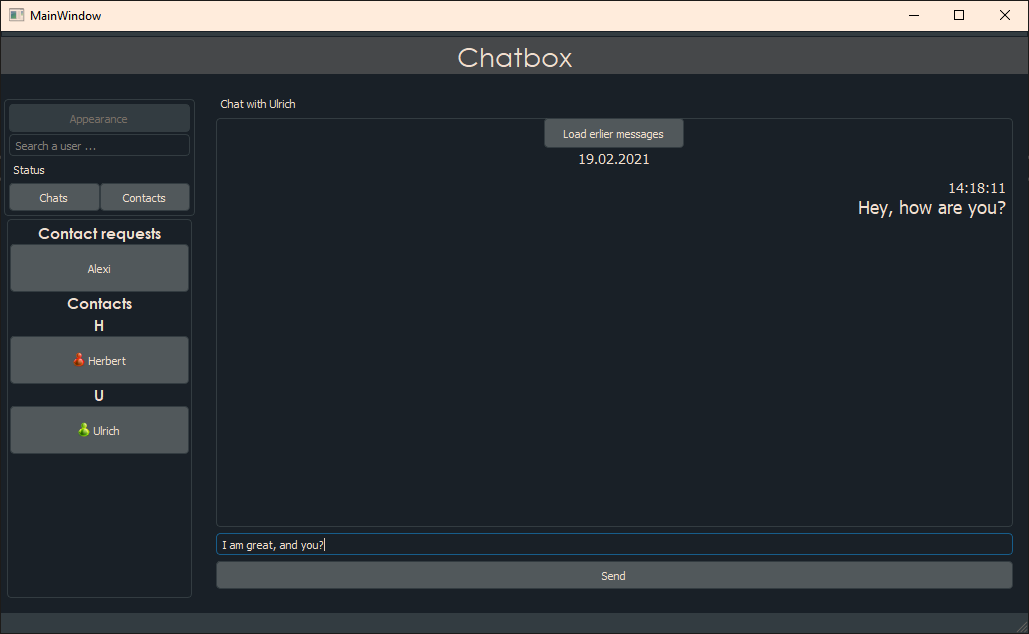 MainWindow
Chatbox
Appearance
Search a user ...
Status
Chats Contacts
Contact requests
Alexi
Contacts
H
Herbert
U
Ulrich
Chat with Ulrich
Load erlier messages
19.02.2021
14:18:11
Hey, how are you?
I am great, and you?
Send